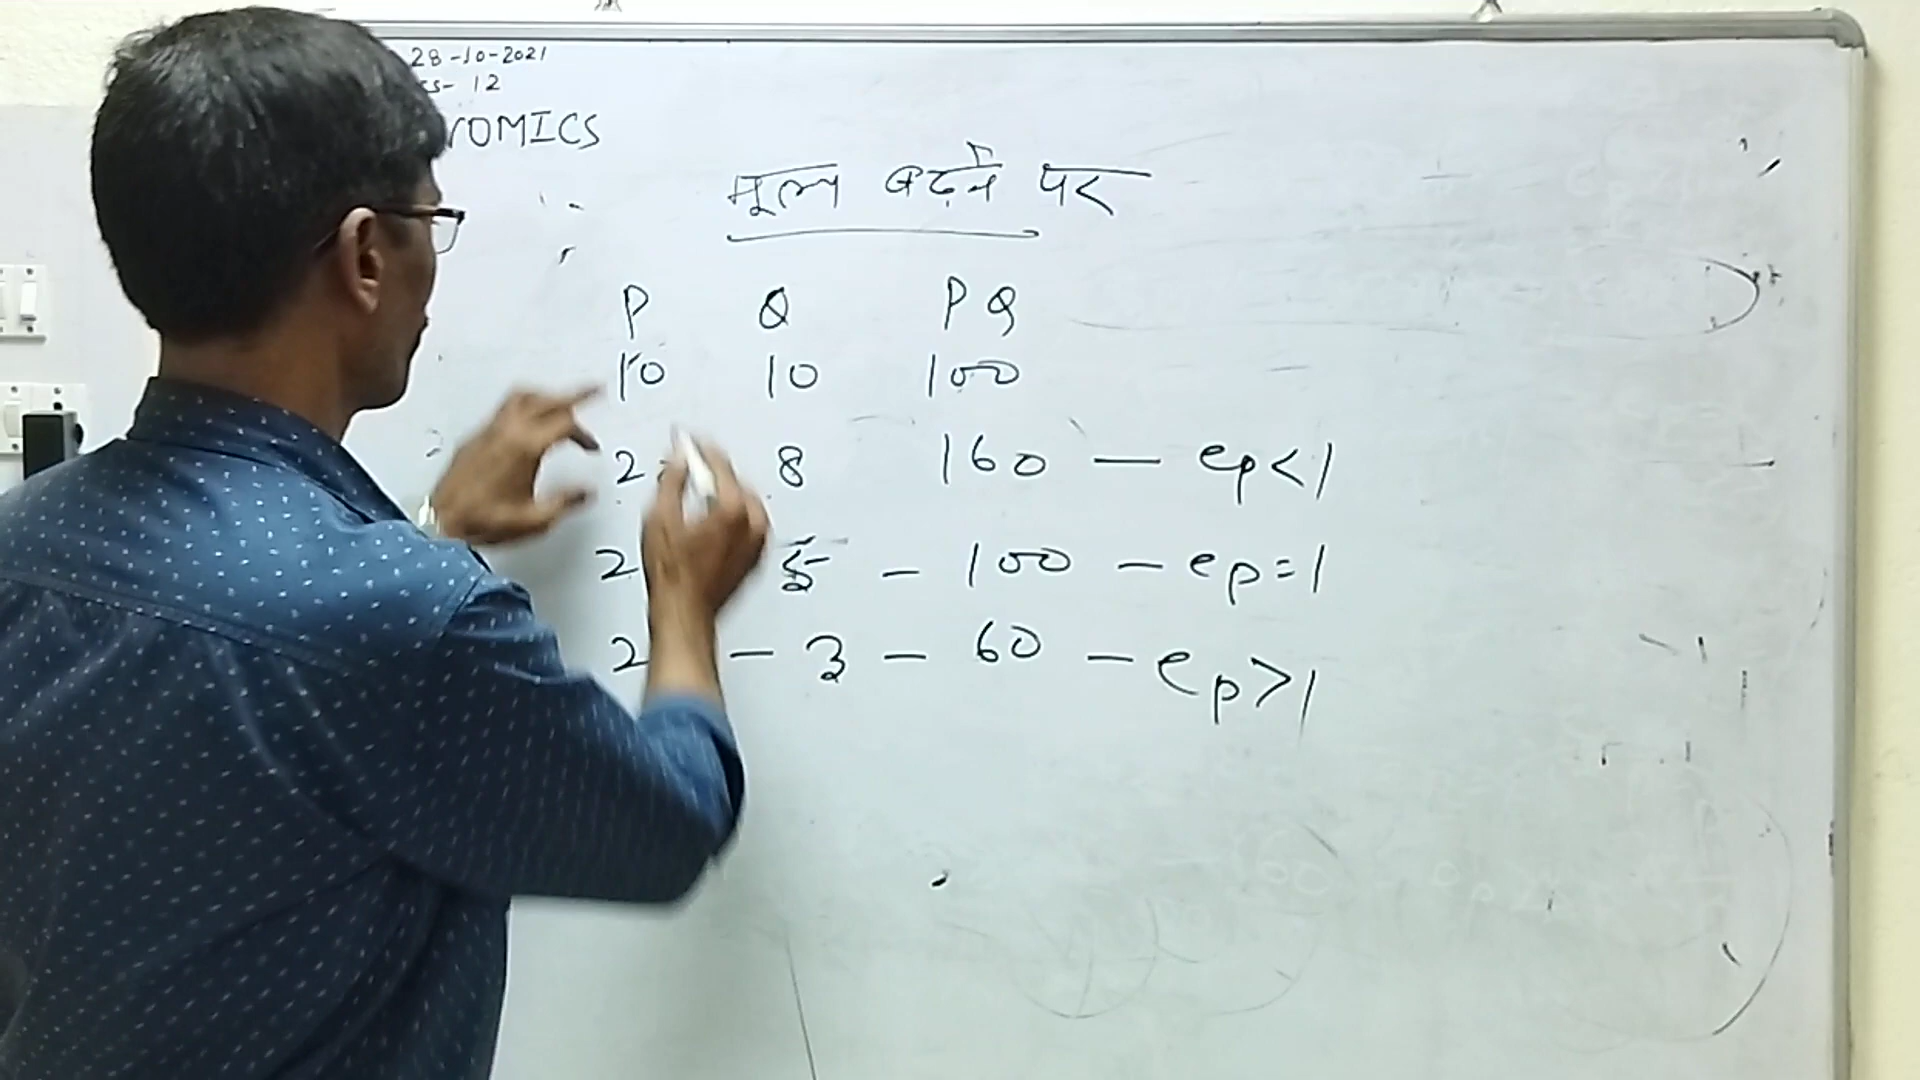 28-10-2021
ss- 12
NOMICS
मूल्य बढ़ने पर
P Q PQ
10 10 100
2 8 160 — ep<1
2 5 - 100 - ep=1
2 - 3 - 60 - ep>1